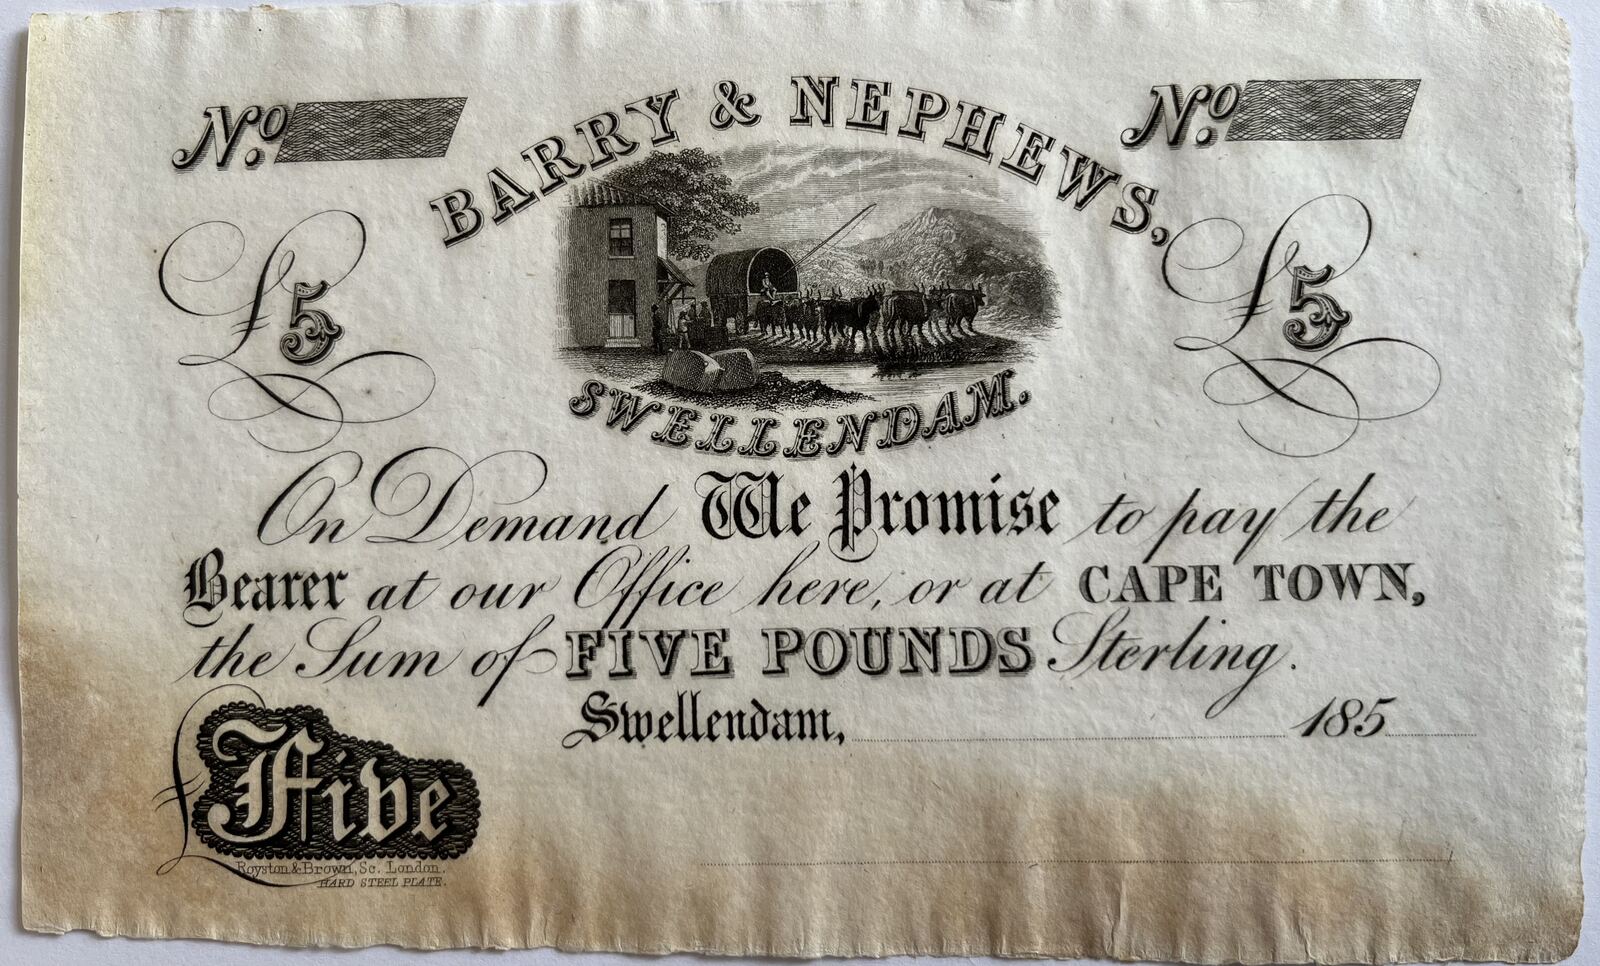 No. No.
BARRY & NEPHEWS,
£5 £5
SWELLENDAM.
On Demand We Promise to pay the
Bearer at our Office here, or at CAPE TOWN,
the Sum of FIVE POUNDS Sterling.
Swellendam, 185
£Five
Royston & Brown, Sc. London.
HARD STEEL PLATE.